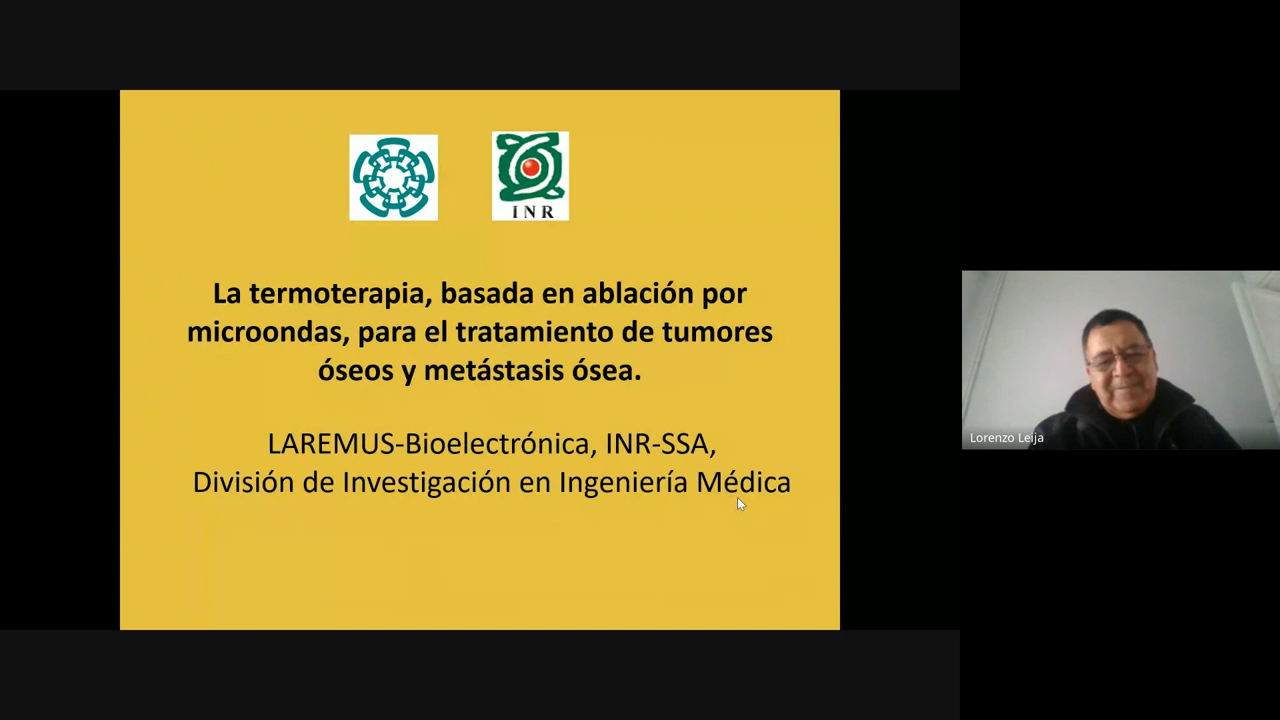 INR
La termoterapia, basada en ablación por
microondas, para el tratamiento de tumores
óseos y metástasis ósea.
LAREMUS-Bioelectrónica, INR-SSA,
División de Investigación en Ingeniería Médica
Lorenzo Leija